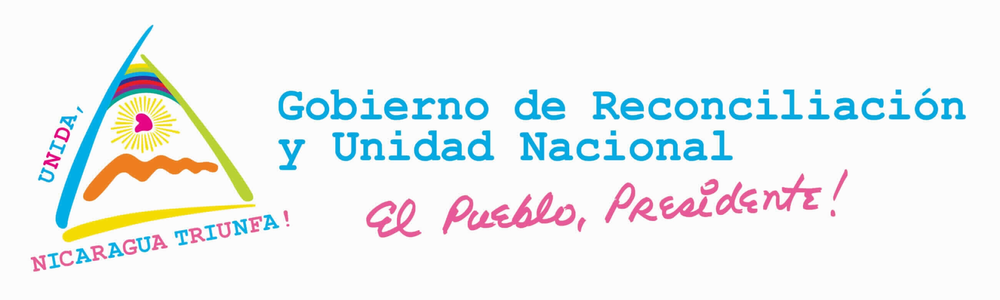 UNIDA,
NICARAGUA TRIUNFA!
Gobierno de Reconciliación
y Unidad Nacional
El Pueblo, Presidente!